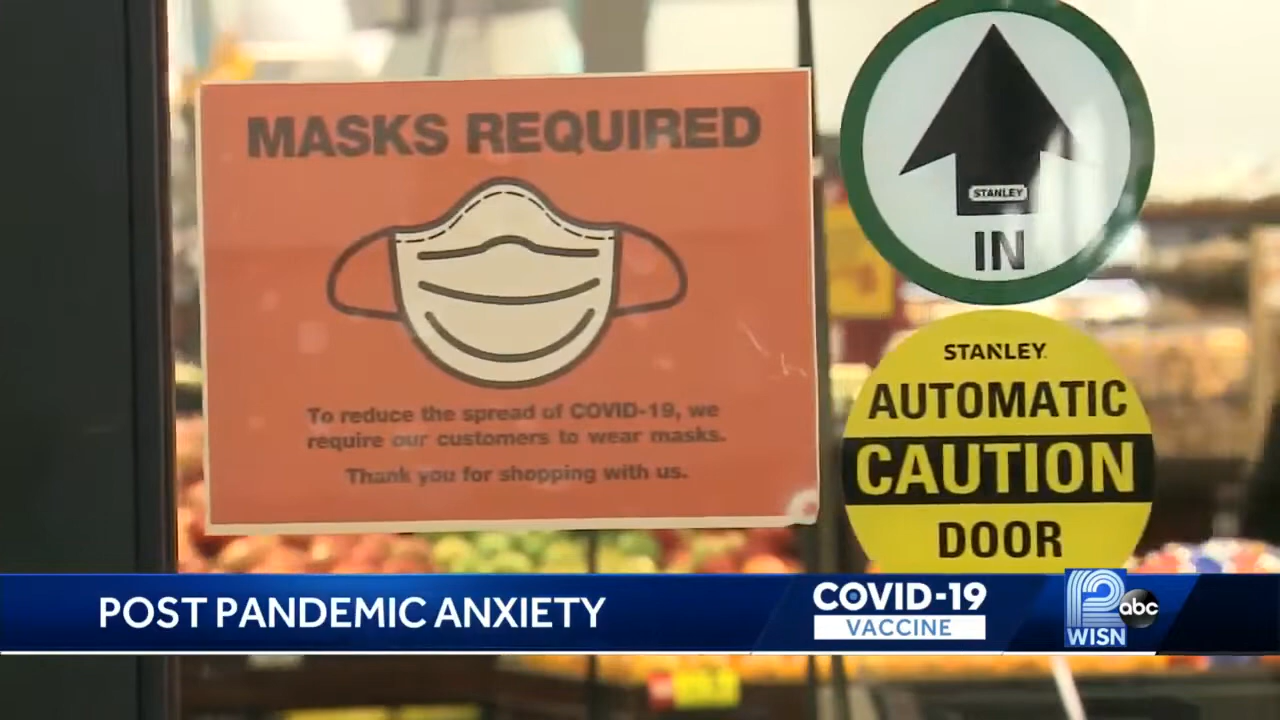 MASKS REQUIRED
To reduce the spread of COVID-19, we
require our customers to wear masks.
Thank you for shopping with us.
STANLEY
IN
STANLEY
AUTOMATIC
CAUTION
DOOR
POST PANDEMIC ANXIETY
COVID-19
VACCINE
2
WISN
abc